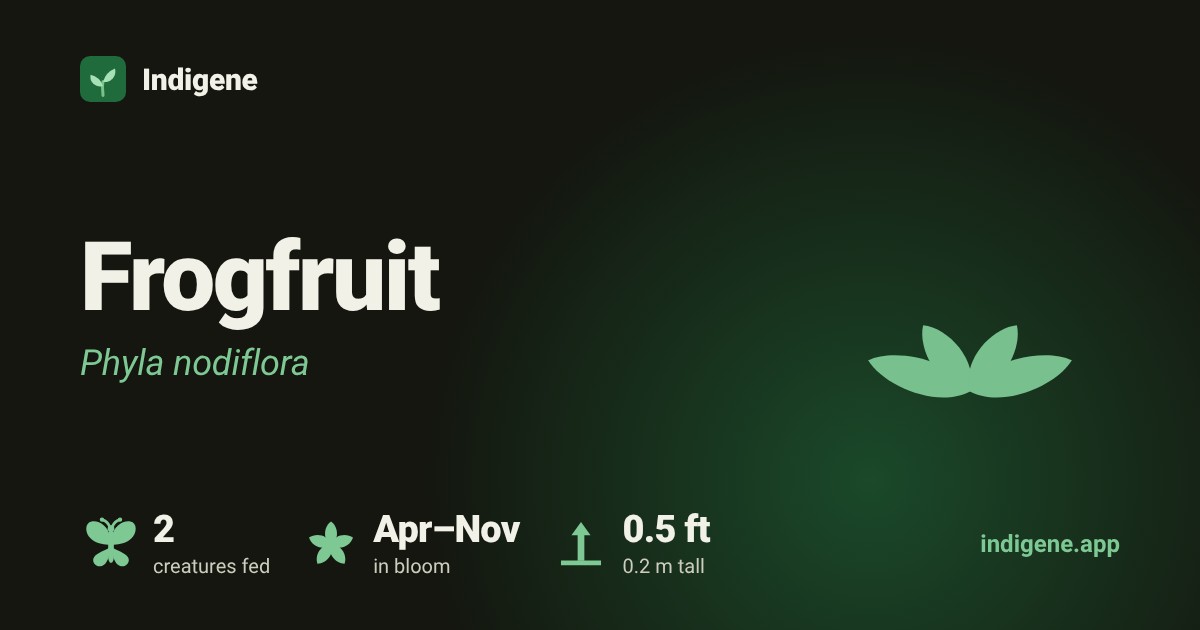 Indigene
Frogfruit
Phyla nodiflora
2
creatures fed
Apr–Nov
in bloom
0.5 ft
0.2 m tall
indigene.app